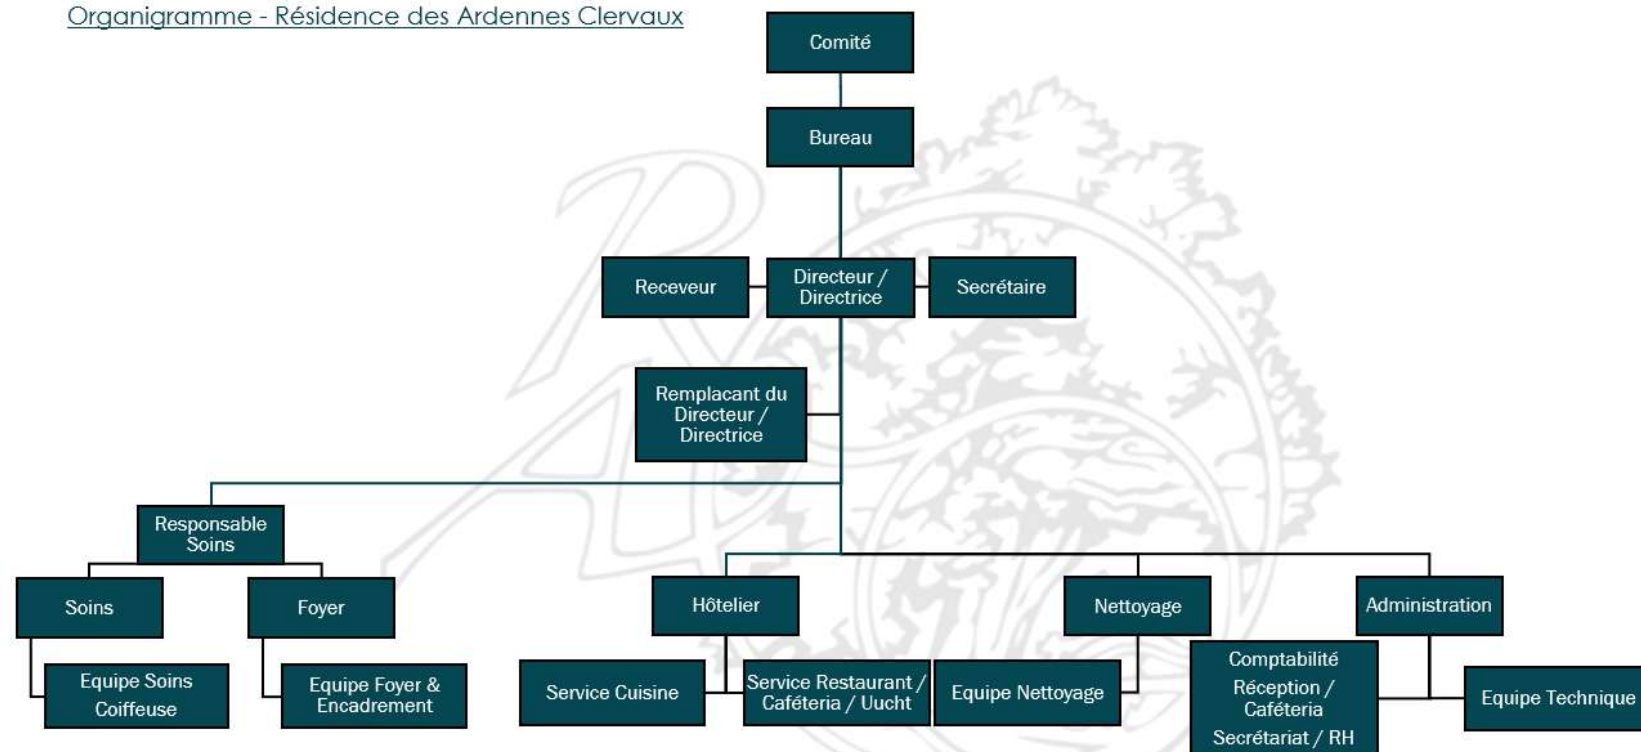 Organigramme - Résidence des Ardennes Clervaux
Comité
Bureau
Receveur
Directeur /
Directrice
Secrétaire
Remplacant du
Directeur /
Directrice
Responsable
Soins
Soins
Foyer
Hôtelier
Nettoyage
Administration
Equipe Soins
Coiffeuse
Equipe Foyer &
Encadrement
Service Cuisine
Service Restaurant /
Caféteria / Uucht
Equipe Nettoyage
Comptabilité
Réception /
Caféteria
Secrétariat / RH
Equipe Technique